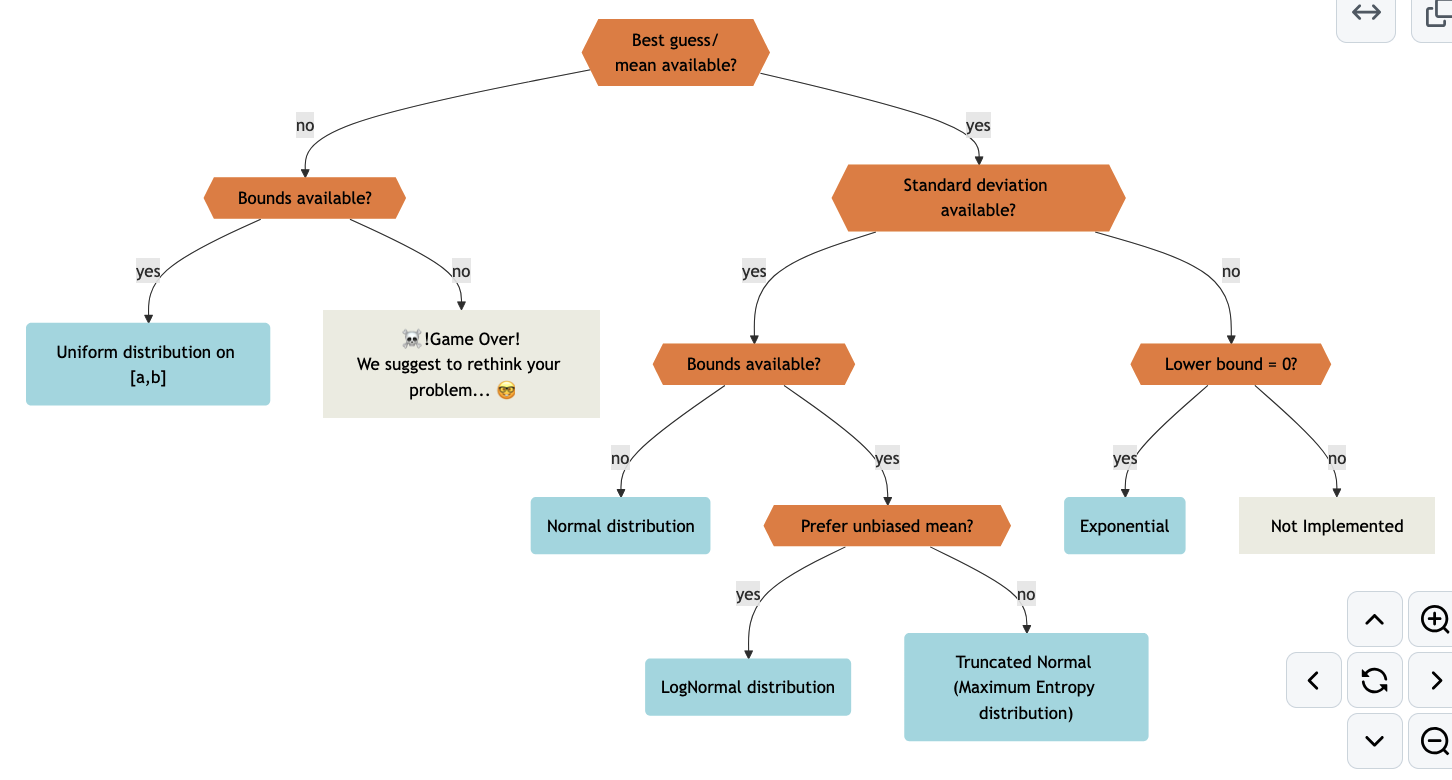 Best guess/
mean available?
no
yes
Bounds available?
Standard deviation
available?
yes
no
yes
no
Uniform distribution on
[a,b]
☠️!Game Over!
We suggest to rethink your
problem... 🤓
Bounds available?
Lower bound = 0?
no
yes
yes
no
Normal distribution
Prefer unbiased mean?
Exponential
Not Implemented
yes
no
LogNormal distribution
Truncated Normal
(Maximum Entropy
distribution)